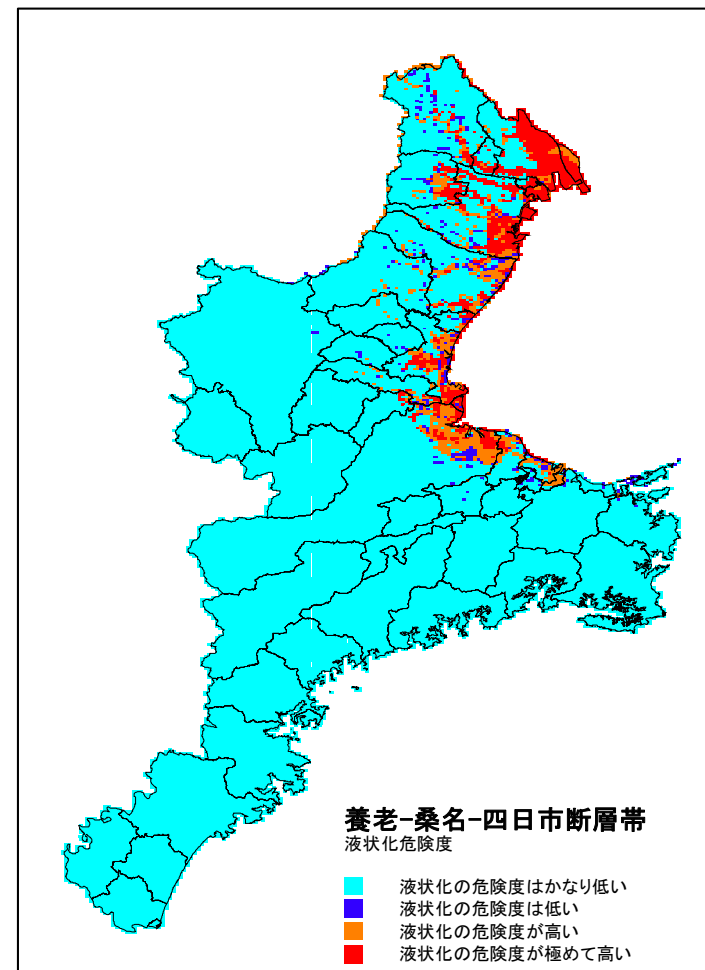 養老-桑名-四日市断層帯
液状化危険度
液状化の危険度はかなり低い
液状化の危険度は低い
液状化の危険度が高い
液状化の危険度が極めて高い